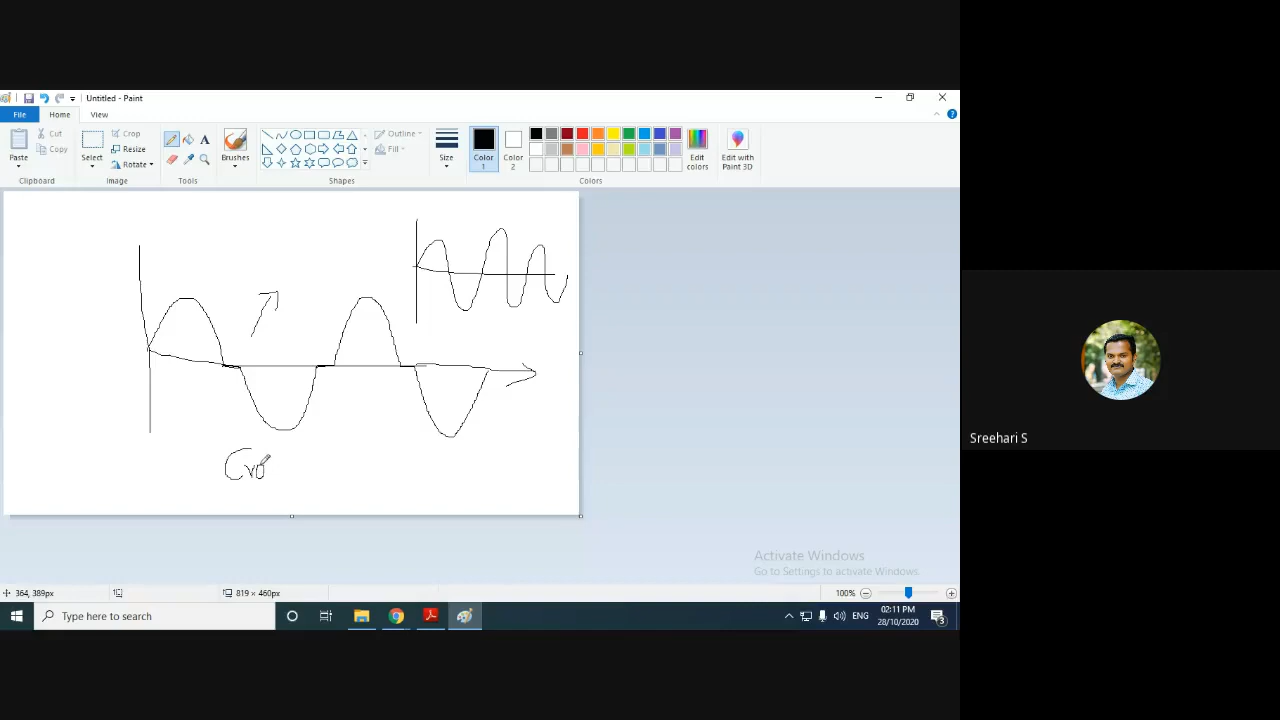 Untitled - Paint
File
Home
View
Paste
Cut
Copy
Clipboard
Select
Crop
Resize
Rotate
Image
Tools
Brushes
Outline
Fill
Shapes
Size
Color 1
Color 2
Edit colors
Colors
Edit with Paint 3D
Cro
Sreehari S
Activate Windows
Go to Settings to activate Windows.
364, 389px
819 × 460px
100%
Type here to search
ENG
02:11 PM
28/10/2020
3